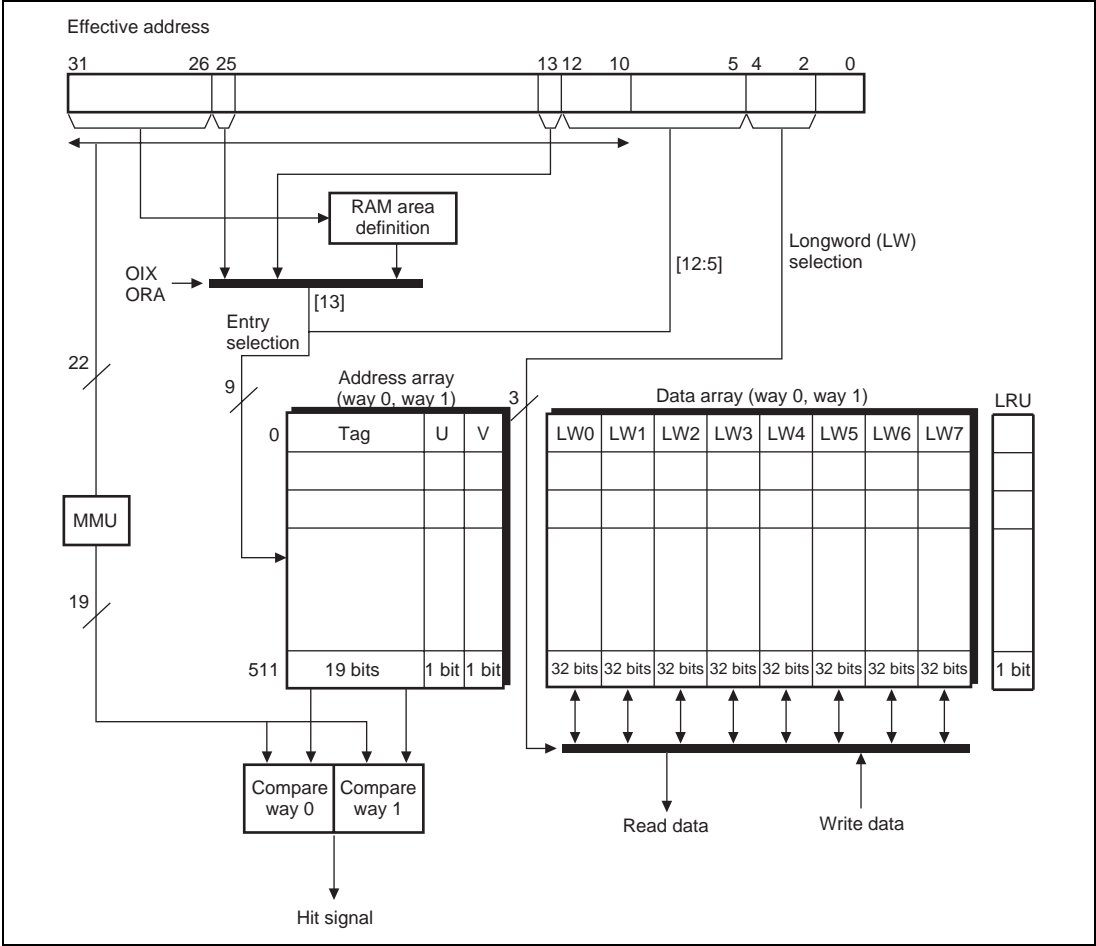 Effective address
31 26 25 13 12 10 5 4 2 0
RAM area
definition
Longword (LW)
selection
[12:5]
OIX
ORA
[13]
Entry
selection
22
9
Address array
(way 0, way 1)
3
Data array (way 0, way 1)
LRU
0 Tag U V LW0 LW1 LW2 LW3 LW4 LW5 LW6 LW7
MMU
19
511 19 bits 1 bit 1 bit 32 bits 32 bits 32 bits 32 bits 32 bits 32 bits 32 bits 32 bits 1 bit
Compare
way 0
Compare
way 1
Read data
Write data
Hit signal